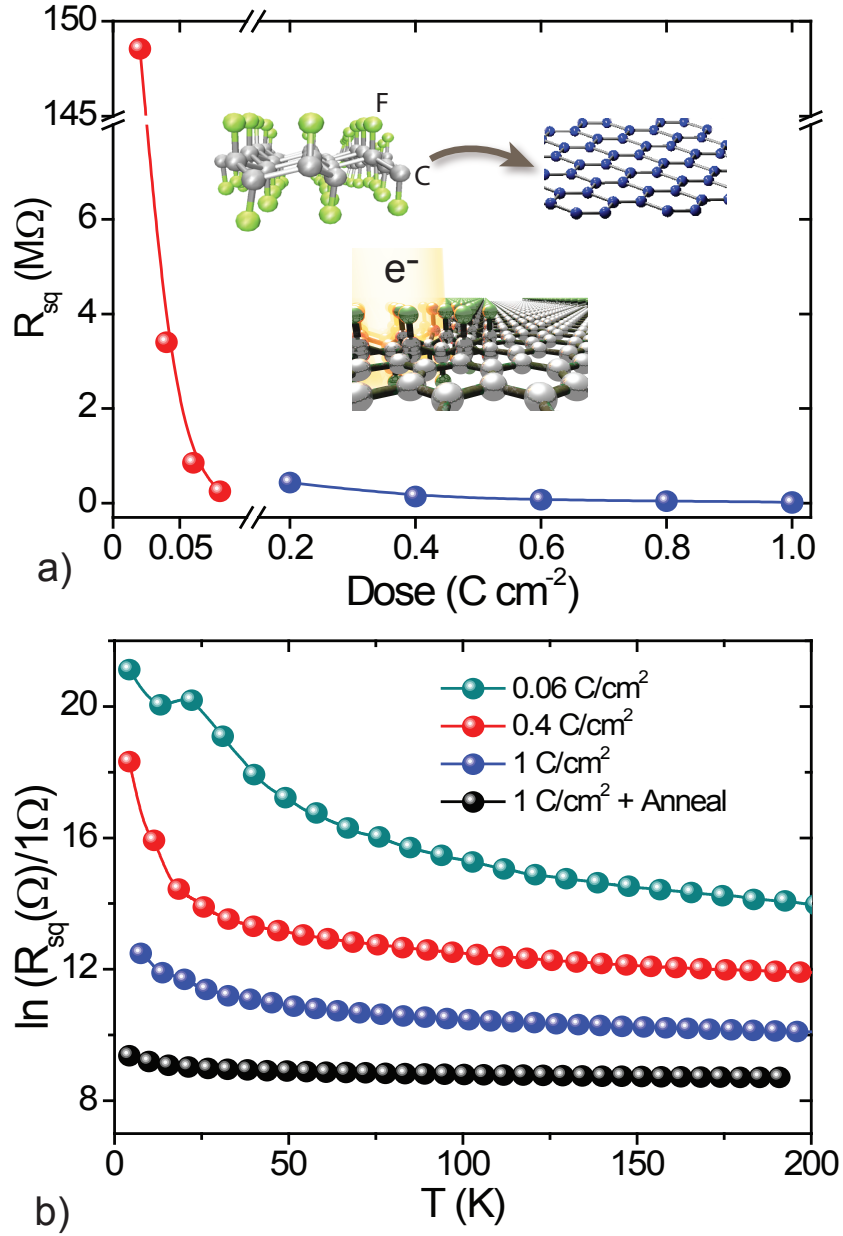 150
145
6
4
2
0
R_sq (MΩ)
F
C
e⁻
0 0.05 0.2 0.4 0.6 0.8 1.0
a)
Dose (C cm⁻²)
20
16
12
8
ln (R_sq(Ω)/1Ω)
0.06 C/cm²
0.4 C/cm²
1 C/cm²
1 C/cm² + Anneal
0 50 100 150 200
b)
T (K)